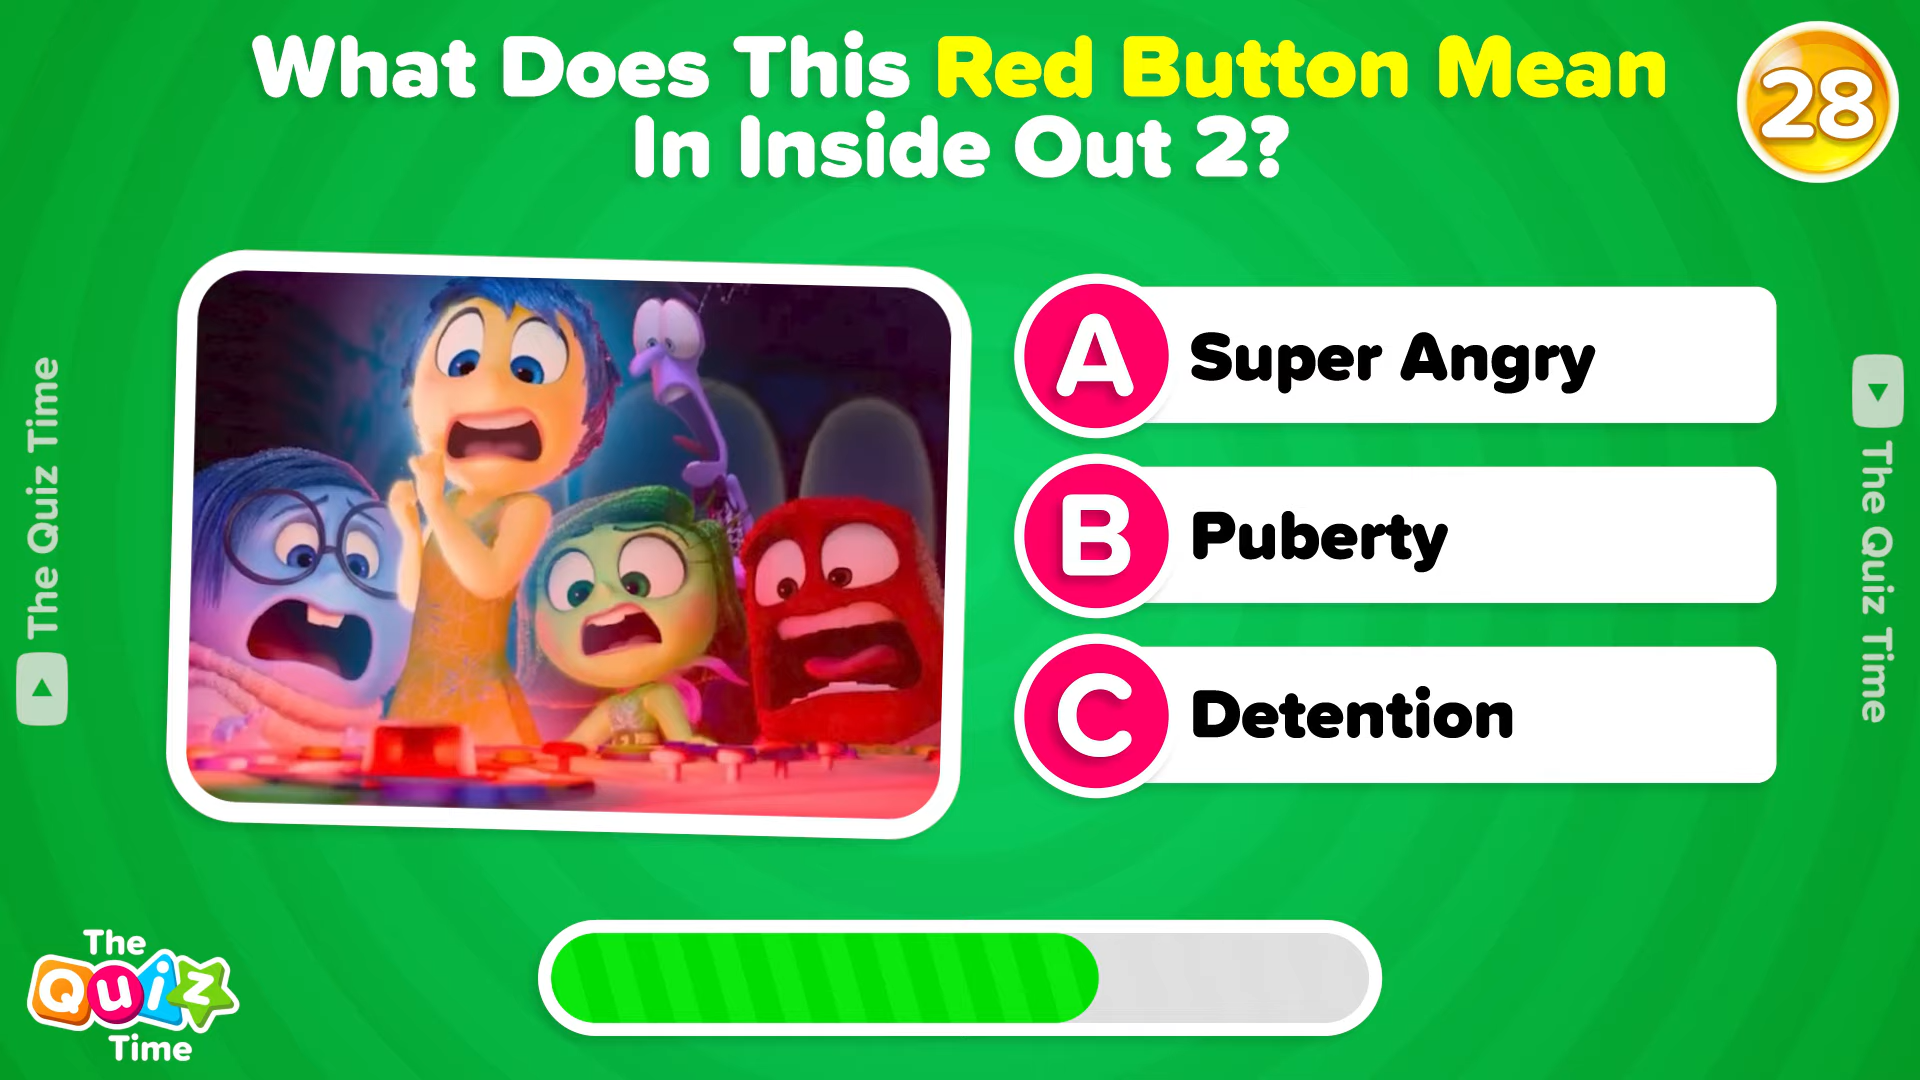 What Does This Red Button Mean
In Inside Out 2?
28
A Super Angry
B Puberty
C Detention
The Quiz Time
The Quiz Time
The
Quiz
Time